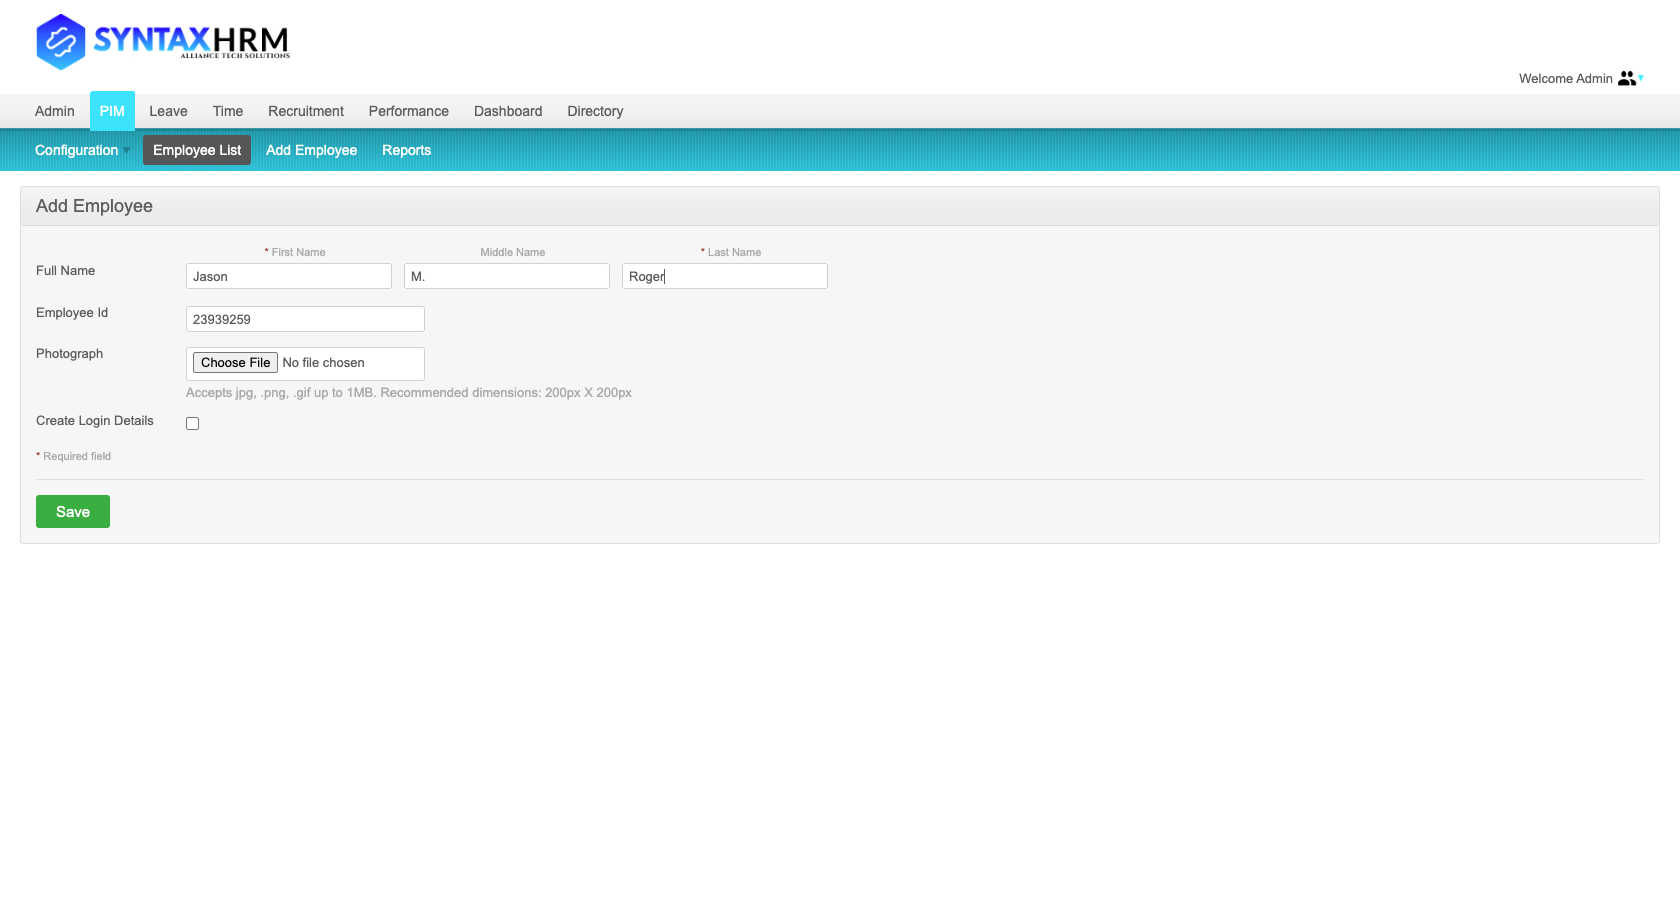 SYNTAXHRM
ALLIANCE TECH SOLUTIONS
Welcome Admin
Admin PIM Leave Time Recruitment Performance Dashboard Directory
Configuration Employee List Add Employee Reports
Add Employee
* First Name Middle Name * Last Name
Full Name Jason M. Roger
Employee Id 23939259
Photograph Choose File No file chosen
Accepts jpg, .png, .gif up to 1MB. Recommended dimensions: 200px X 200px
Create Login Details
* Required field
Save